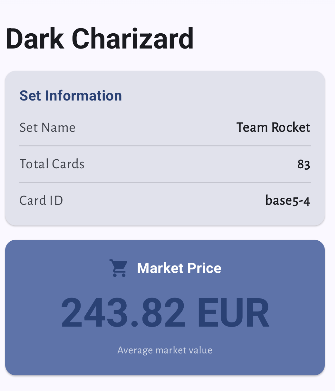 Dark Charizard
Set Information
Set Name Team Rocket
Total Cards 83
Card ID base5-4
Market Price
243.82 EUR
Average market value